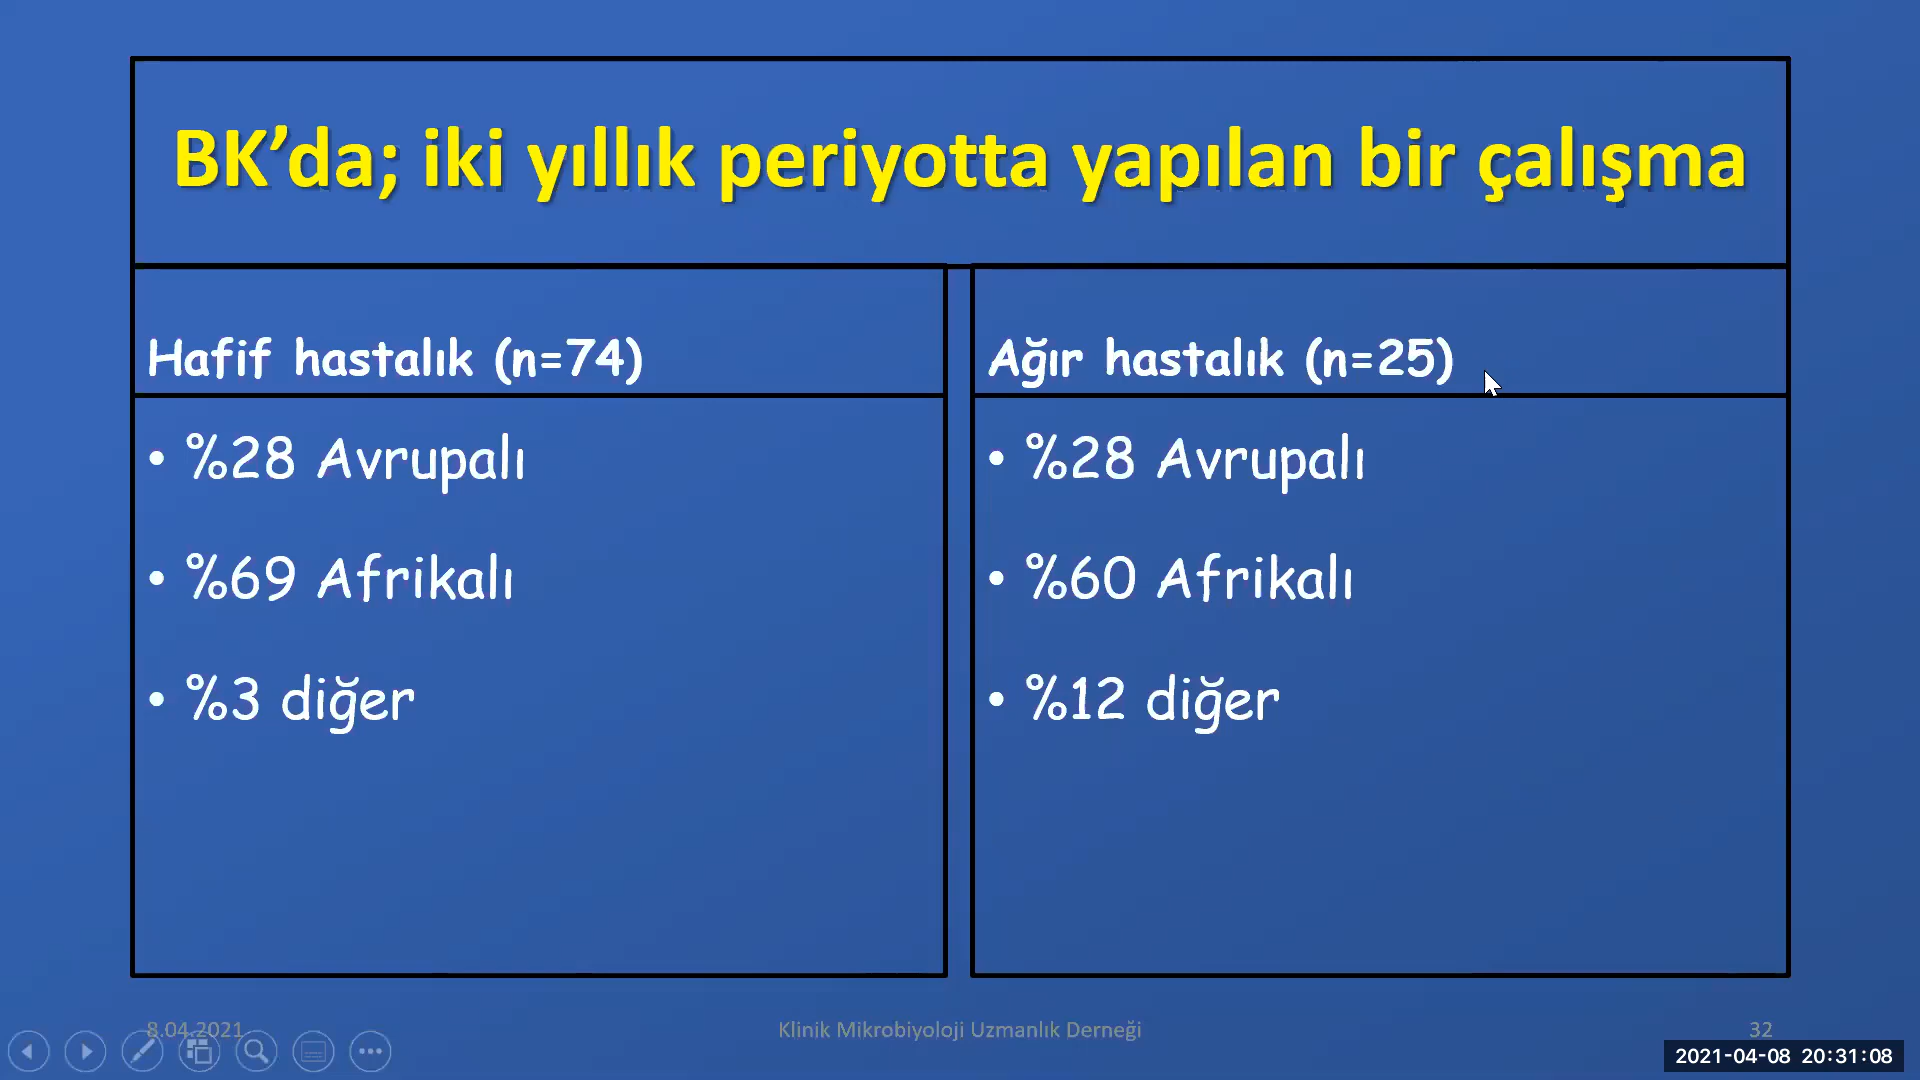 BK’da; iki yıllık periyotta yapılan bir çalışma
Hafif hastalık (n=74)
• %28 Avrupalı
• %69 Afrikalı
• %3 diğer
Ağır hastalık (n=25)
• %28 Avrupalı
• %60 Afrikalı
• %12 diğer
8.04.2021
Klinik Mikrobiyoloji Uzmanlık Derneği
32
2021-04-08 20:31:08